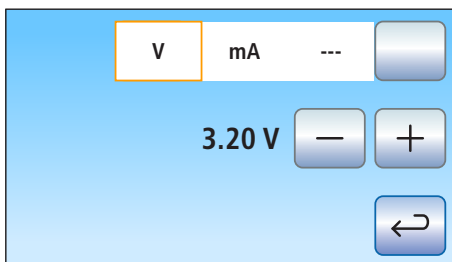 V mA ---
3.20 V − +